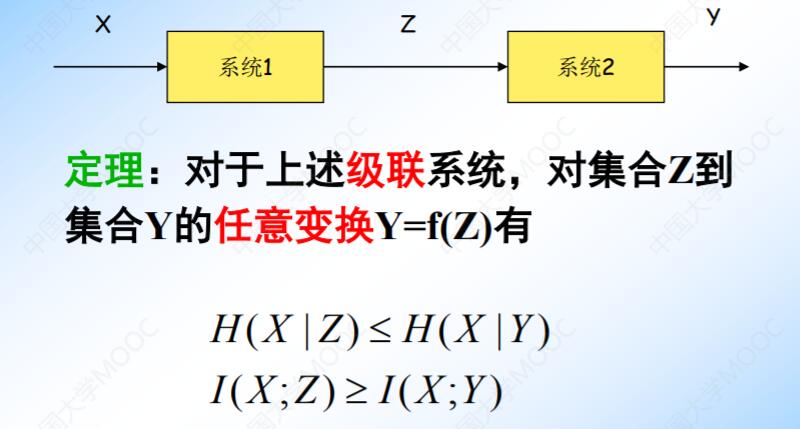 X Z Y
系统1 系统2
定理：对于上述级联系统，对集合Z到
集合Y的任意变换Y=f(Z)有
H(X | Z) ≤ H(X | Y)
I(X;Z) ≥ I(X;Y)
中国大学MOOC